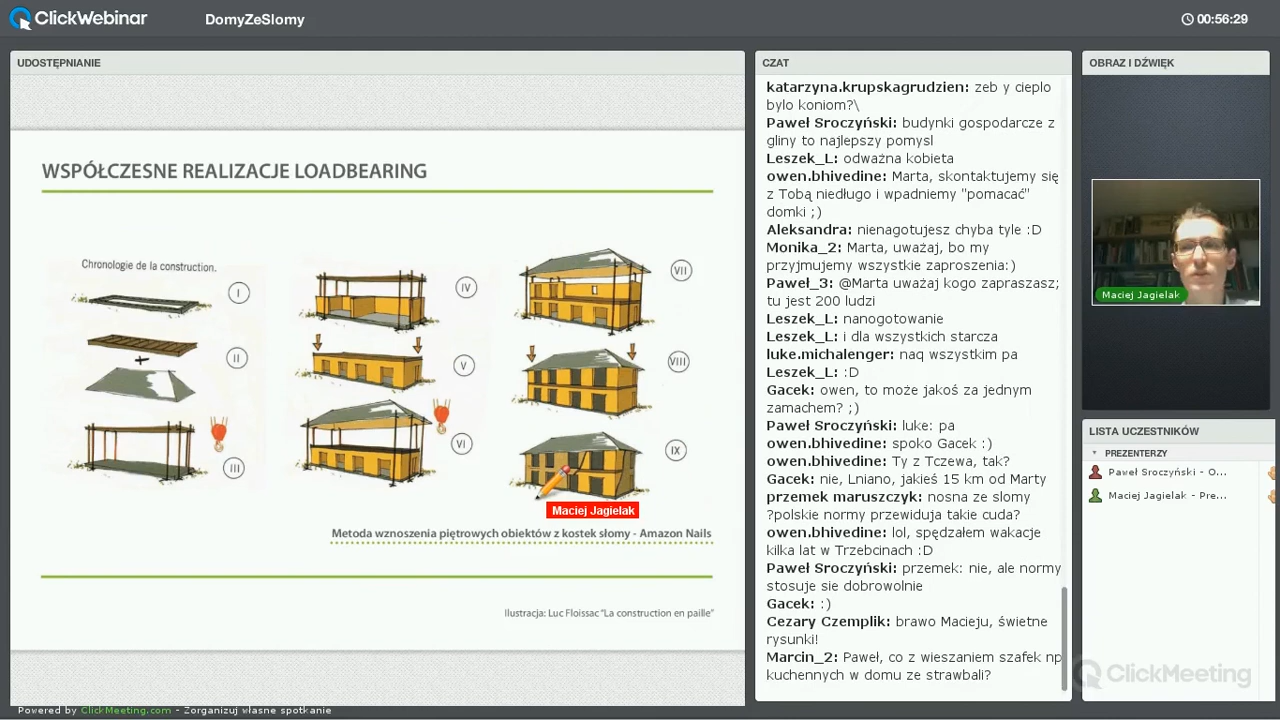 ClickWebinar
DomyZeSlomy
00:56:29
UDOSTĘPNIANIE
WSPÓŁCZESNE REALIZACJE LOADBEARING
Chronologie de la construction.
I
II
III
IV
V
VI
VII
VIII
IX
Maciej Jagielak
Metoda wznoszenia piętrowych obiektów z kostek słomy - Amazon Nails
Ilustracja: Luc Floissac "La construction en paille"
CZAT
katarzyna.krupskagrudzien: zeb y cieplo
bylo koniom?\
Paweł Sroczyński: budynki gospodarcze z
gliny to najlepszy pomysl
Leszek_L: odważna kobieta
owen.bhivedine: Marta, skontaktujemy się
z Tobą niedługo i wpadniemy "pomacać"
domki ;)
Aleksandra: nienagotujesz chyba tyle :D
Monika_2: Marta, uważaj, bo my
przyjmujemy wszystkie zaproszenia:)
Paweł_3: @Marta uważaj kogo zapraszasz;
tu jest 200 ludzi
Leszek_L: nanogotowanie
Leszek_L: i dla wszystkich starcza
luke.michalenger: naq wszystkim pa
Leszek_L: :D
Gacek: owen, to może jakoś za jednym
zamachem? ;)
Paweł Sroczyński: luke: pa
owen.bhivedine: spoko Gacek :)
owen.bhivedine: Ty z Tczewa, tak?
Gacek: nie, Lniano, jakieś 15 km od Marty
przemek maruszczyk: nosna ze slomy
?polskie normy przewiduja takie cuda?
owen.bhivedine: lol, spędzałem wakacje
kilka lat w Trzebcinach :D
Paweł Sroczyński: przemek: nie, ale normy
stosuje sie dobrowolnie
Gacek: :)
Cezary Czemplik: brawo Macieju, świetne
rysunki!
Marcin_2: Paweł, co z wieszaniem szafek np
kuchennych w domu ze strawbali?
OBRAZ I DŹWIĘK
Maciej Jagielak
LISTA UCZESTNIKÓW
PREZENTERZY
Paweł Sroczyński - O...
Maciej Jagielak - Pre...
ClickMeeting
Powered by ClickMeeting.com - Zorganizuj własne spotkanie